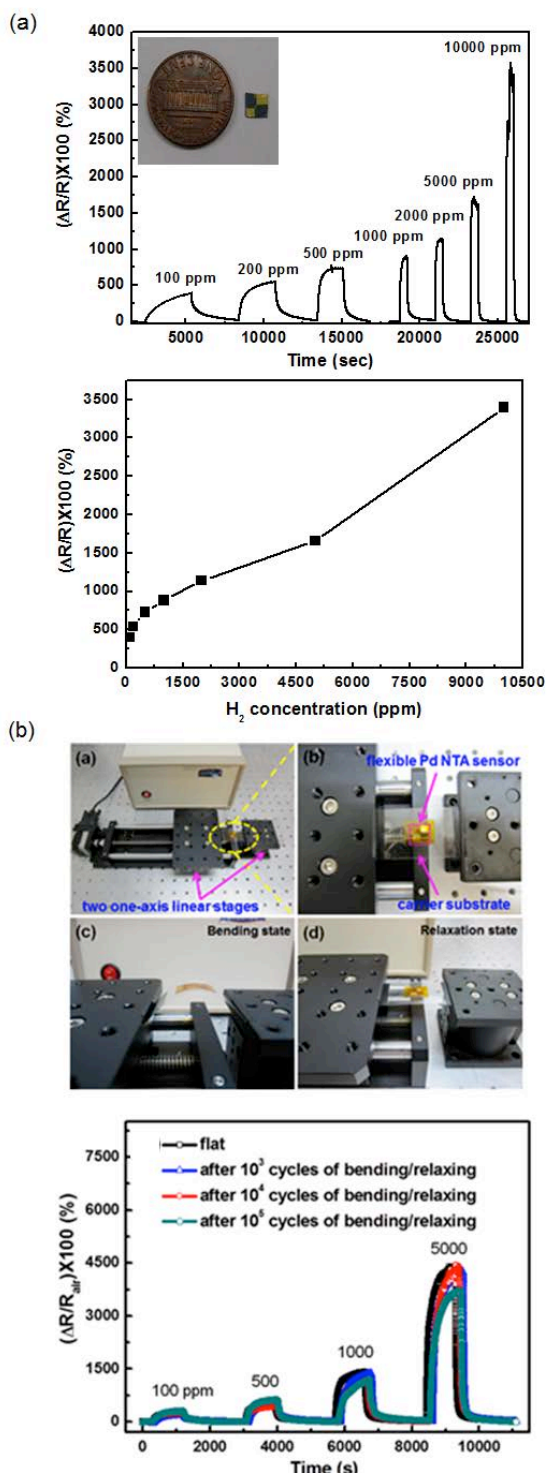 (a)
(ΔR/R)X100 (%)
4000
3500
3000
2500
2000
1500
1000
500
0
100 ppm
200 ppm
500 ppm
1000 ppm
2000 ppm
5000 ppm
10000 ppm
5000 10000 15000 20000 25000
Time (sec)
(ΔR/R)X100 (%)
3500
3000
2500
2000
1500
1000
500
0
0 1500 3000 4500 6000 7500 9000 10500
H₂ concentration (ppm)
(b)
(a)
two one-axis linear stages
(b)
flexible Pd NTA sensor
carrier substrate
(c)
Bending state
(d)
Relaxation state
(ΔR/R_air)X100 (%)
7500
6000
4500
3000
1500
0
flat
after 10³ cycles of bending/relaxing
after 10⁴ cycles of bending/relaxing
after 10⁵ cycles of bending/relaxing
100 ppm
500
1000
5000
0 2000 4000 6000 8000 10000
Time (s)